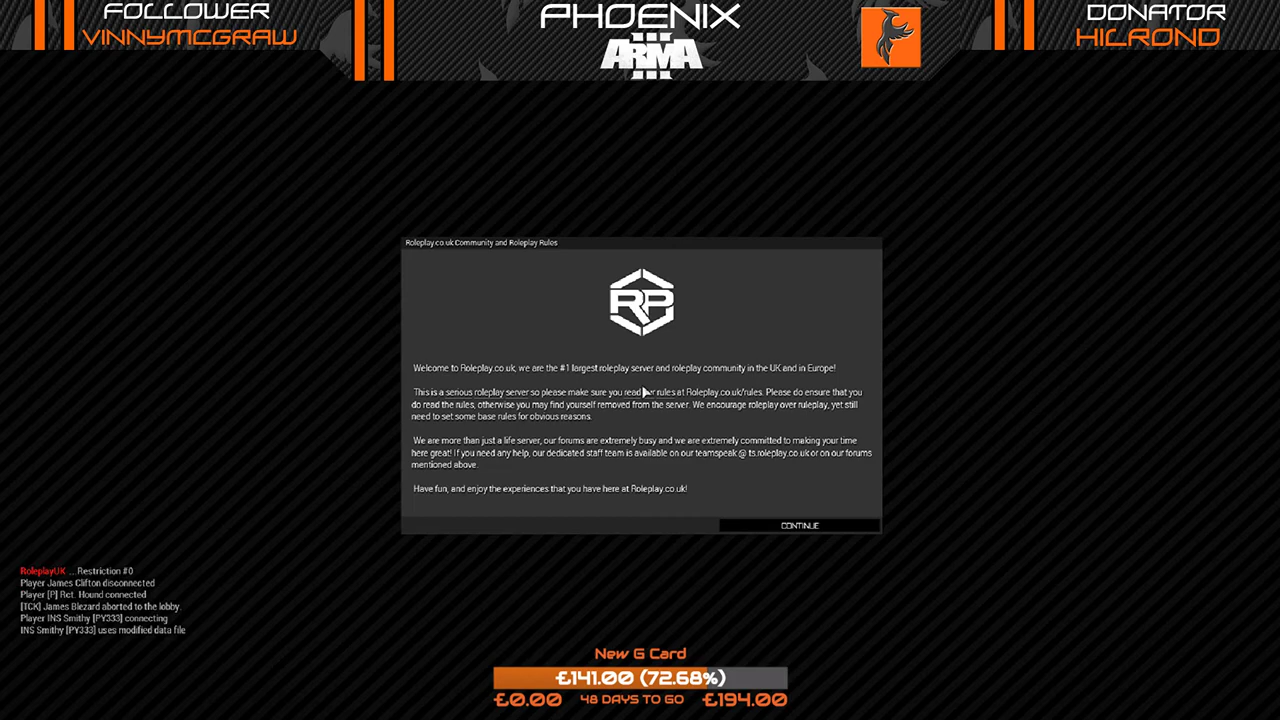 FOLLOWER
VINNYMCGRAW
PHOENIX
ARMA
III
DONATOR
HILROND
Roleplay.co.uk Community and Roleplay Rules
RP
Welcome to Roleplay.co.uk, we are the #1 largest roleplay server and roleplay community in the UK and in Europe!
This is a serious roleplay server so please make sure you read rules at Roleplay.co.uk/rules. Please do ensure that you
do read the rules, otherwise you may find yourself removed from the server. We encourage roleplay over ruleplay, yet still
need to set some base rules for obvious reasons.
We are more than just a life server, our forums are extremely busy and we are extremely committed to making your time
here great! If you need any help, our dedicated staff team is available on our teamspeak @ ts.roleplay.co.uk or on our forums
mentioned above.
Have fun, and enjoy the experiences that you have here at Roleplay.co.uk!
CONTINUE
RoleplayUK ... Restriction #0
Player James Clifton disconnected
Player [P] Rct. Hound connected
[TCK] James Blezard aborted to the lobby.
Player INS Smithy [PY333] connecting
INS Smithy [PY333] uses modified data file
New G Card
£141.00 (72.68%)
£0.00 48 DAYS TO GO £194.00